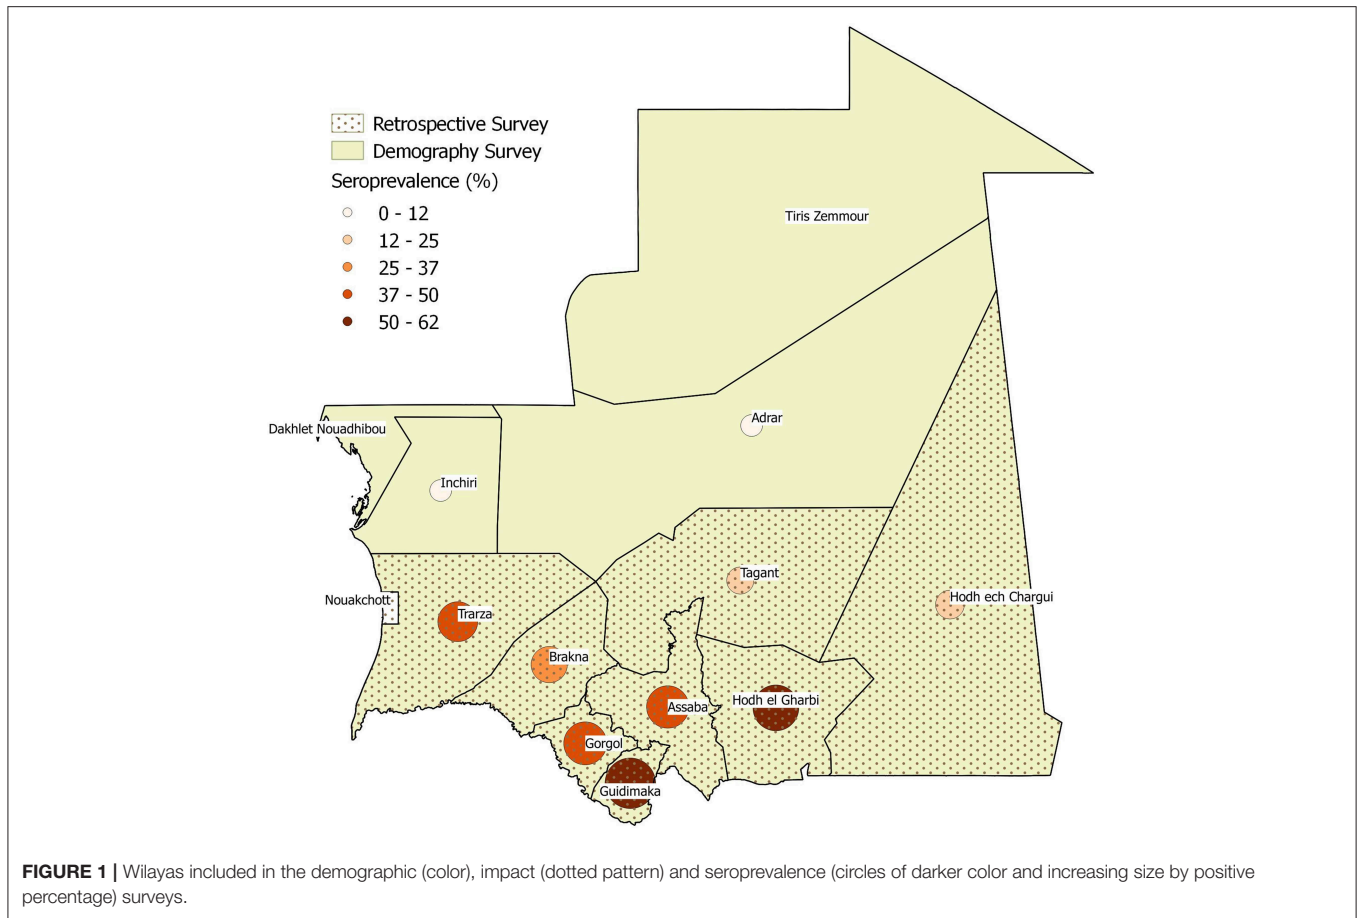 Retrospective Survey
Demography Survey
Seroprevalence (%)
0 - 12
12 - 25
25 - 37
37 - 50
50 - 62
Tiris Zemmour
Adrar
Dakhlet Nouadhibou
Inchiri
Tagant
Hodh ech Chargui
Nouakchott
Trarza
Brakna
Hodh el Gharbi
Assaba
Gorgol
Guidimaka
FIGURE 1 | Wilayas included in the demographic (color), impact (dotted pattern) and seroprevalence (circles of darker color and increasing size by positive
percentage) surveys.